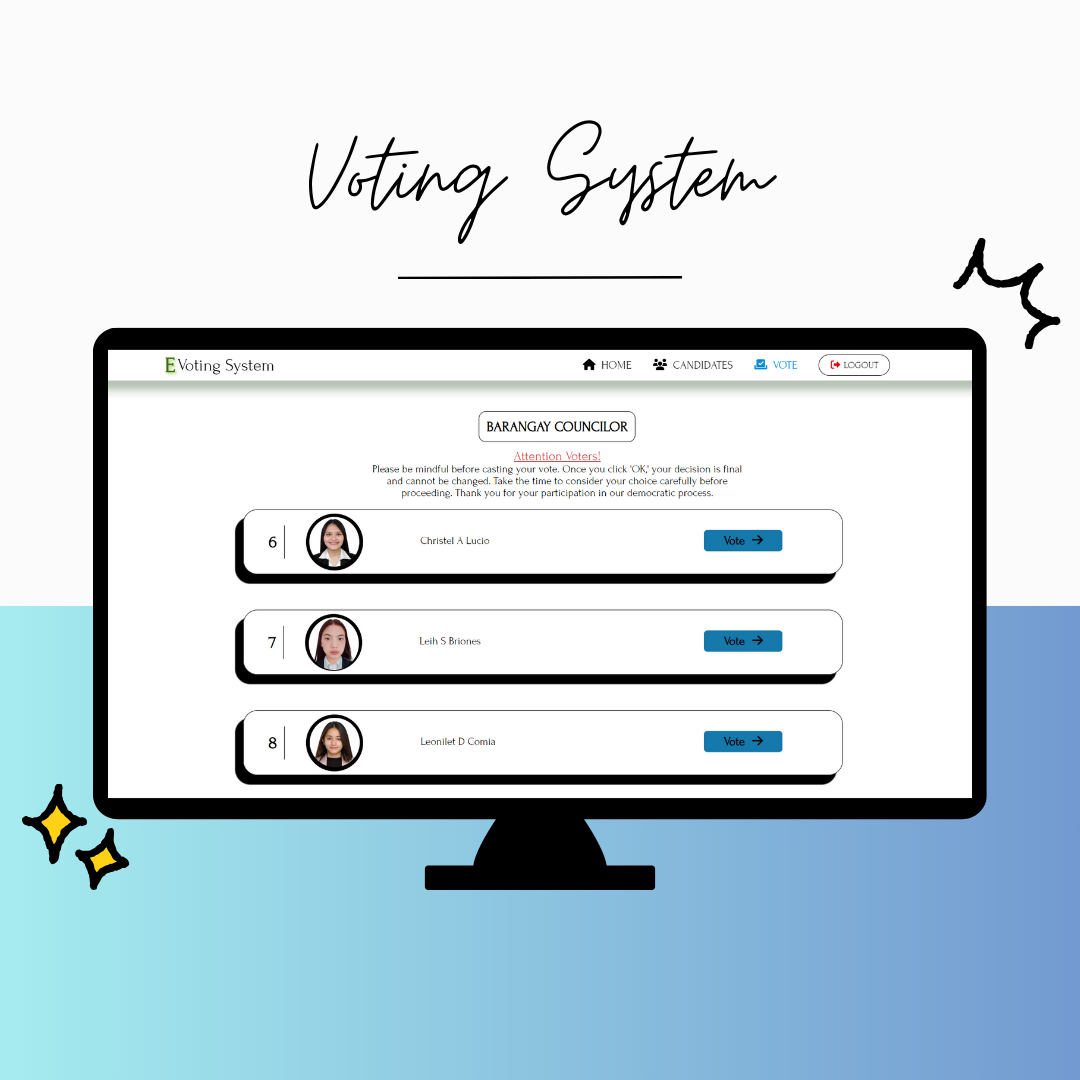 Voting System
E Voting System HOME CANDIDATES VOTE LOGOUT
BARANGAY COUNCILOR
Attention Voters!
Please be mindful before casting your vote. Once you click 'OK,' your decision is final
and cannot be changed. Take the time to consider your choice carefully before
proceeding. Thank you for your participation in our democratic process.
6 Christel A Lucio Vote
7 Leih S Briones Vote
8 Leonilet D Comia Vote